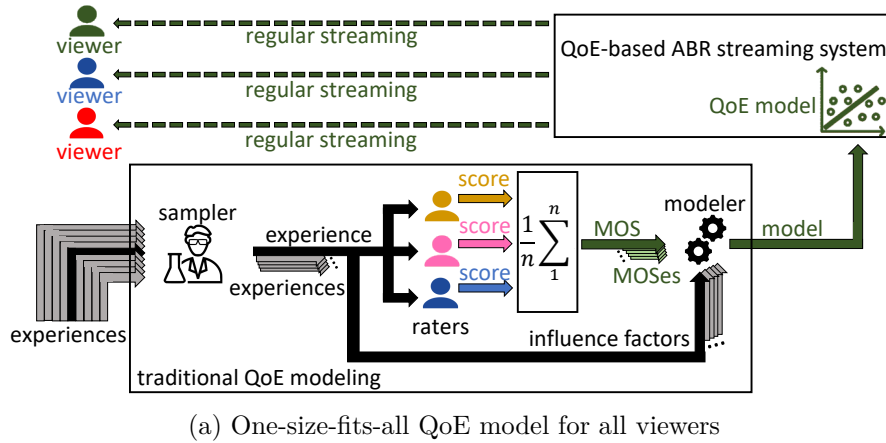 viewer
regular streaming
viewer
regular streaming
viewer
regular streaming
QoE-based ABR streaming system
QoE model
experiences
sampler
experience
experiences
score
score
score
raters
1/n ∑ n 1
MOS
MOSes
modeler
model
influence factors
traditional QoE modeling
(a) One-size-fits-all QoE model for all viewers